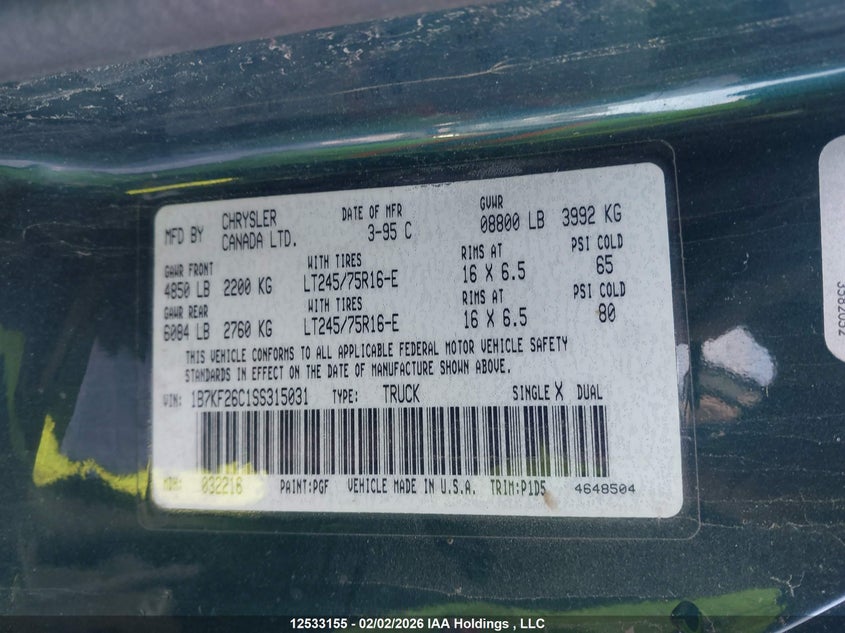 MFD BY CHRYSLER CANADA LTD. DATE OF MFR 3-95 C GVWR 08800 LB 3992 KG
GAWR FRONT WITH TIRES RIMS AT PSI COLD
4850 LB 2200 KG LT245/75R16-E 16 X 6.5 65
GAWR REAR WITH TIRES RIMS AT PSI COLD
6084 LB 2760 KG LT245/75R16-E 16 X 6.5 80
THIS VEHICLE CONFORMS TO ALL APPLICABLE FEDERAL MOTOR VEHICLE SAFETY
STANDARDS IN EFFECT ON THE DATE OF MANUFACTURE SHOWN ABOVE.
VIN: 1B7KF26C1SS315031 TYPE: TRUCK SINGLE X DUAL
MDH: 032216 PAINT:PGF VEHICLE MADE IN U.S.A. TRIM:P1D5 4648504
12533155 - 02/02/2026 IAA Holdings , LLC